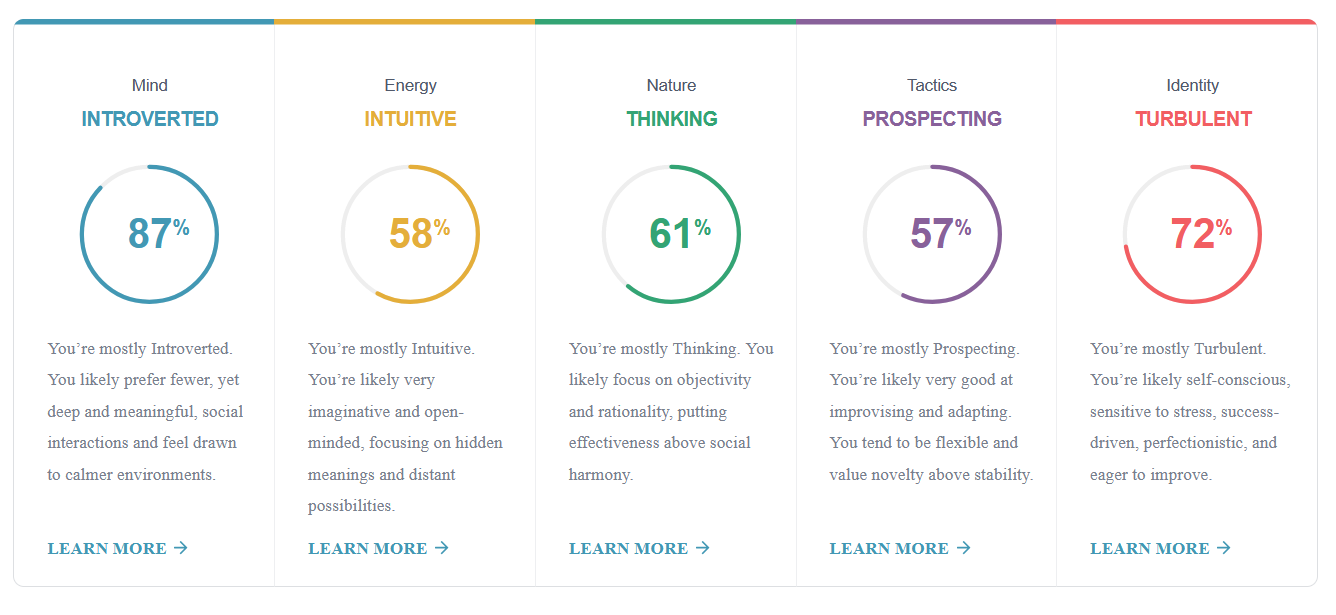 Mind
INTROVERTED
87%
You’re mostly Introverted.
You likely prefer fewer, yet
deep and meaningful, social
interactions and feel drawn
to calmer environments.
LEARN MORE →
Energy
INTUITIVE
58%
You’re mostly Intuitive.
You’re likely very
imaginative and open-
minded, focusing on hidden
meanings and distant
possibilities.
LEARN MORE →
Nature
THINKING
61%
You’re mostly Thinking. You
likely focus on objectivity
and rationality, putting
effectiveness above social
harmony.
LEARN MORE →
Tactics
PROSPECTING
57%
You’re mostly Prospecting.
You’re likely very good at
improvising and adapting.
You tend to be flexible and
value novelty above stability.
LEARN MORE →
Identity
TURBULENT
72%
You’re mostly Turbulent.
You’re likely self-conscious,
sensitive to stress, success-
driven, perfectionistic, and
eager to improve.
LEARN MORE →